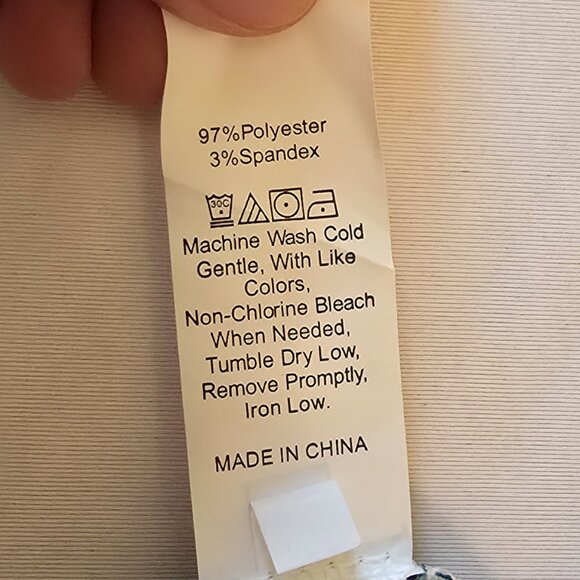 97%Polyester
3%Spandex
30C
Machine Wash Cold
Gentle, With Like
Colors,
Non-Chlorine Bleach
When Needed,
Tumble Dry Low,
Remove Promptly,
Iron Low.
MADE IN CHINA